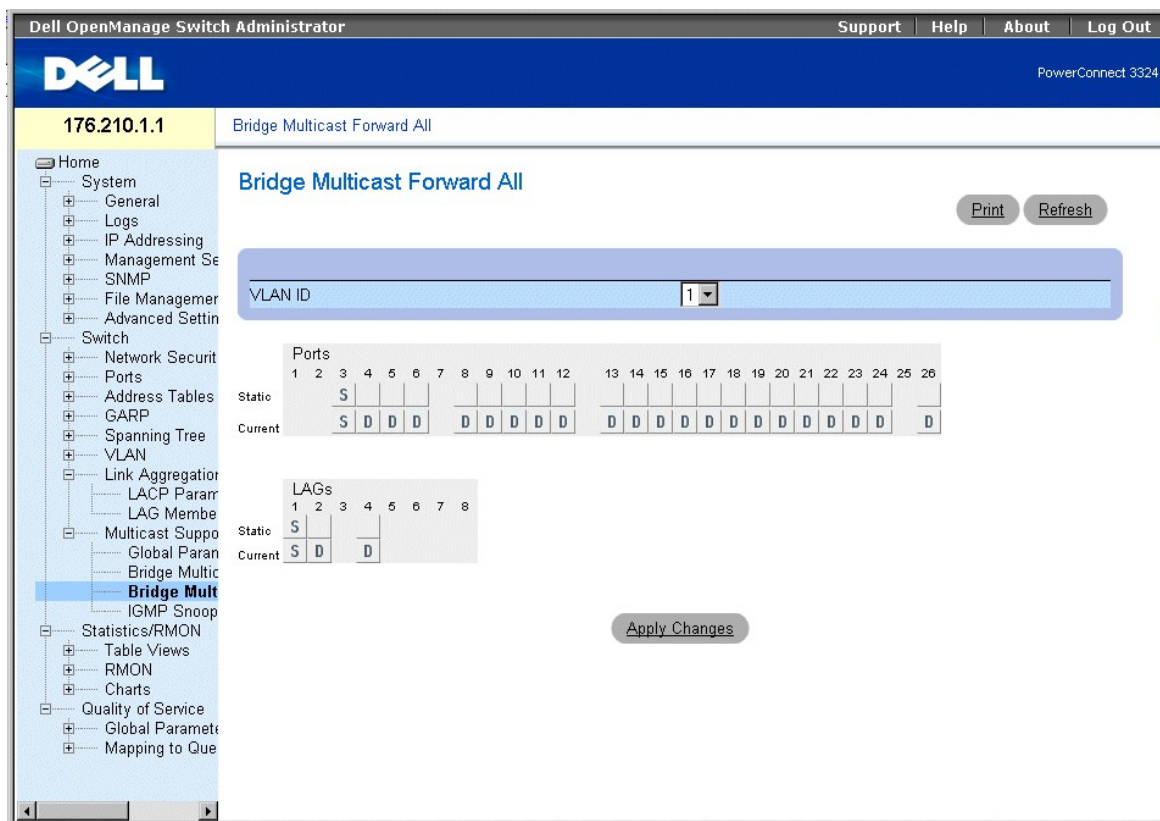 Dell OpenManage Switch Administrator Support Help About Log Out
DELL
PowerConnect 3324
176.210.1.1
Bridge Multicast Forward All
Home
System
General
Logs
IP Addressing
Management Se
SNMP
File Managemer
Advanced Settin
Switch
Network Securit
Ports
Address Tables
GARP
Spanning Tree
VLAN
Link Aggregation
LACP Param
LAG Membe
Multicast Suppo
Global Paran
Bridge Multic
Bridge Mult
IGMP Snoop
Statistics/RMON
Table Views
RMON
Charts
Quality of Service
Global Paramete
Mapping to Que
Bridge Multicast Forward All
Print Refresh
VLAN ID 1
Ports
1 2 3 4 5 6 7 8 9 10 11 12 13 14 15 16 17 18 19 20 21 22 23 24 25 26
Static S
Current S D D D D D D D D D D D D D D D D D D D D D
LAGs
1 2 3 4 5 6 7 8
Static S
Current S D D
Apply Changes